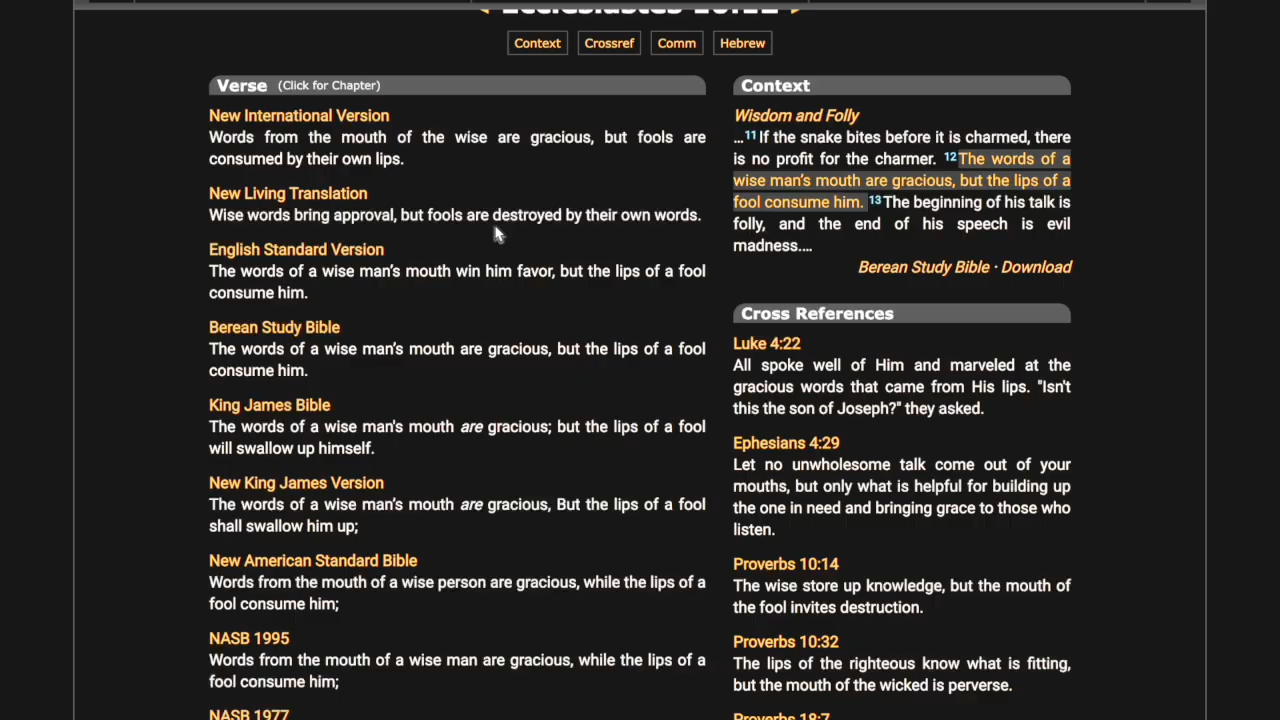 Context
Crossref
Comm
Hebrew
Verse (Click for Chapter)
New International Version
Words from the mouth of the wise are gracious, but fools are
consumed by their own lips.
New Living Translation
Wise words bring approval, but fools are destroyed by their own words.
English Standard Version
The words of a wise man’s mouth win him favor, but the lips of a fool
consume him.
Berean Study Bible
The words of a wise man’s mouth are gracious, but the lips of a fool
consume him.
King James Bible
The words of a wise man's mouth are gracious; but the lips of a fool
will swallow up himself.
New King James Version
The words of a wise man’s mouth are gracious, But the lips of a fool
shall swallow him up;
New American Standard Bible
Words from the mouth of a wise person are gracious, while the lips of a
fool consume him;
NASB 1995
Words from the mouth of a wise man are gracious, while the lips of a
fool consume him;
NASB 1977
Context
Wisdom and Folly
…11If the snake bites before it is charmed, there
is no profit for the charmer. 12The words of a
wise man’s mouth are gracious, but the lips of a
fool consume him. 13The beginning of his talk is
folly, and the end of his speech is evil
madness.…
Berean Study Bible · Download
Cross References
Luke 4:22
All spoke well of Him and marveled at the
gracious words that came from His lips. "Isn't
this the son of Joseph?" they asked.
Ephesians 4:29
Let no unwholesome talk come out of your
mouths, but only what is helpful for building up
the one in need and bringing grace to those who
listen.
Proverbs 10:14
The wise store up knowledge, but the mouth of
the fool invites destruction.
Proverbs 10:32
The lips of the righteous know what is fitting,
but the mouth of the wicked is perverse.
Proverbs 18:7